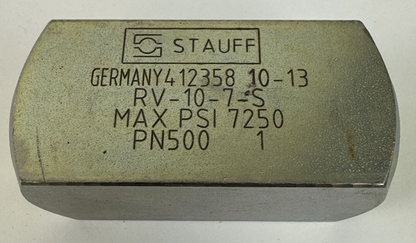 STAUFF
GERMANY 412358 10-13
RV-10-7-S
MAX PSI 7250
PN500 1